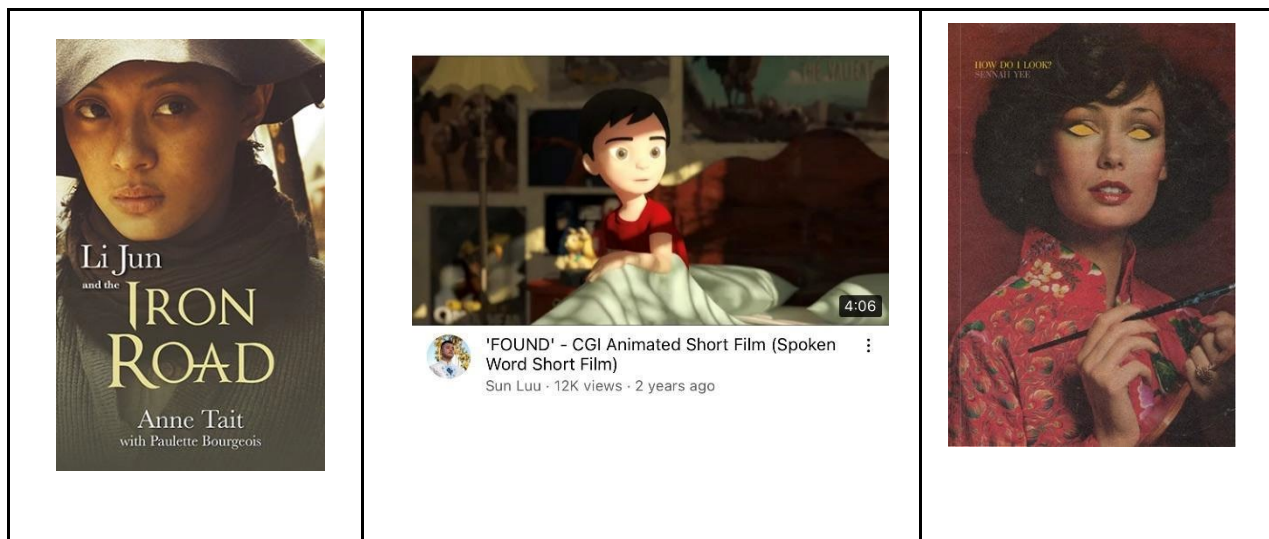 Li Jun
and the
IRON
ROAD
Anne Tait
with Paulette Bourgeois
4:06
'FOUND' - CGI Animated Short Film (Spoken
Word Short Film)
Sun Luu · 12K views · 2 years ago
HOW DO I LOOK?
SENNAH YEE